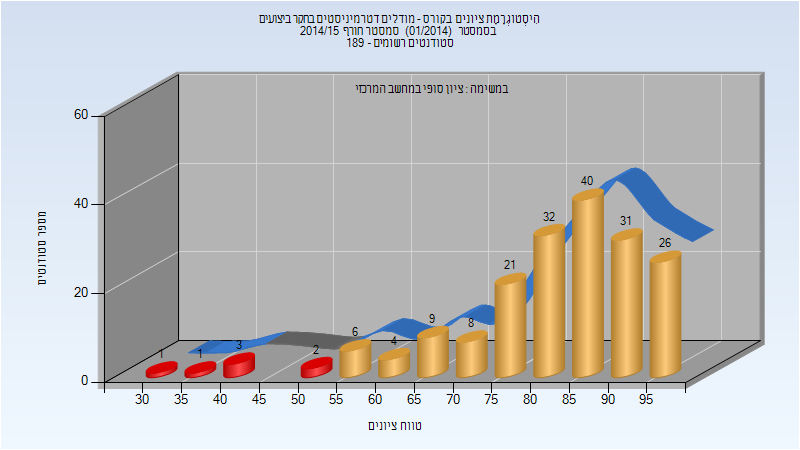 היסטוגרמת ציונים בקורס - מודלים דטרמיניסטים בחקר ביצועים
בסמסטר (01/2014) סמסטר חורף 2014/15
סטודנטים רשומים - 189
במשימה : ציון סופי במחשב המרכזי
מספר סטודנטים
60
40
20
0
1
1
3
2
6
4
9
8
21
32
40
31
26
30 35 40 45 50 55 60 65 70 75 80 85 90 95
טווח ציונים